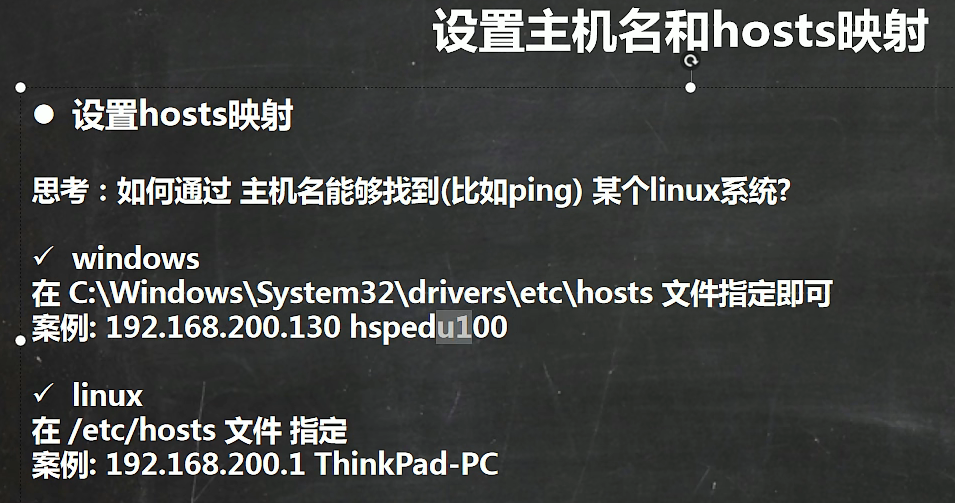 设置主机名和hosts映射
● 设置hosts映射
思考：如何通过 主机名能够找到(比如ping) 某个linux系统?
✓ windows
在 C:\Windows\System32\drivers\etc\hosts 文件指定即可
案例: 192.168.200.130 hspedu100
✓ linux
在 /etc/hosts 文件 指定
案例: 192.168.200.1 ThinkPad-PC